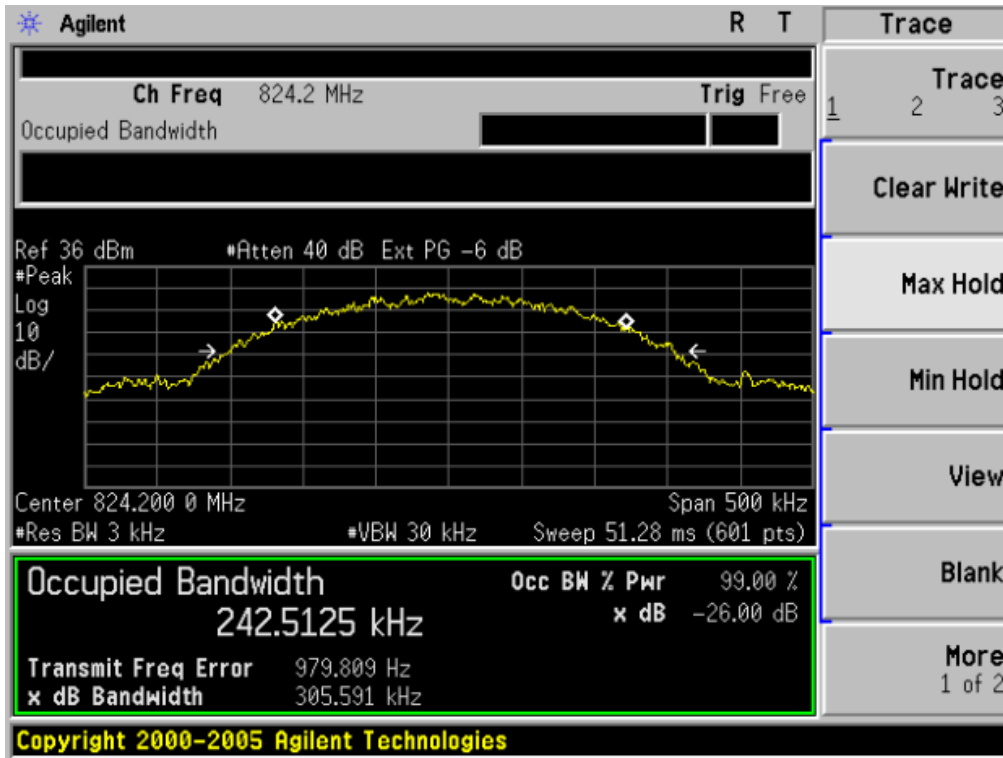 Agilent R T
Trace
Ch Freq 824.2 MHz Trig Free
Occupied Bandwidth
Ref 36 dBm #Atten 40 dB Ext PG -6 dB
#Peak
Log
10
dB/
Center 824.200 0 MHz Span 500 kHz
#Res BW 3 kHz #VBW 30 kHz Sweep 51.28 ms (601 pts)
Occupied Bandwidth Occ BW % Pwr 99.00 %
242.5125 kHz x dB -26.00 dB
Transmit Freq Error 979.809 Hz
x dB Bandwidth 305.591 kHz
Copyright 2000-2005 Agilent Technologies
Trace
1 2 3
Clear Write
Max Hold
Min Hold
View
Blank
More
1 of 2